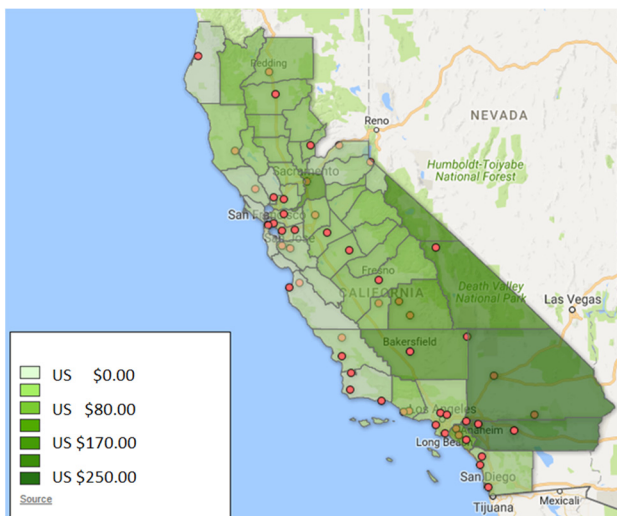 Redding
Reno
NEVADA
Humboldt-Toiyabe
National Forest
Sacramento
San Francisco
San Jose
Fresno
CALIFORNIA
Death Valley
National Park
Las Vegas
Bakersfield
Los Angeles
Anaheim
Long Beach
San Diego
Tijuana
Mexicali
US $0.00
US $80.00
US $170.00
US $250.00
Source